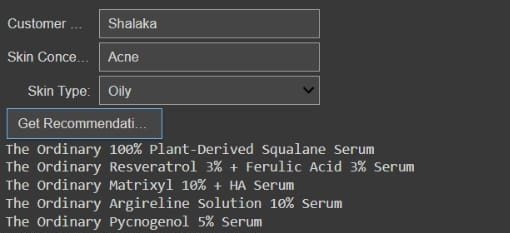 Customer ...
Shalaka
Skin Conce...
Acne
Skin Type:
Oily
Get Recommendati...
The Ordinary 100% Plant-Derived Squalane Serum
The Ordinary Resveratrol 3% + Ferulic Acid 3% Serum
The Ordinary Matrixyl 10% + HA Serum
The Ordinary Argireline Solution 10% Serum
The Ordinary Pycnogenol 5% Serum